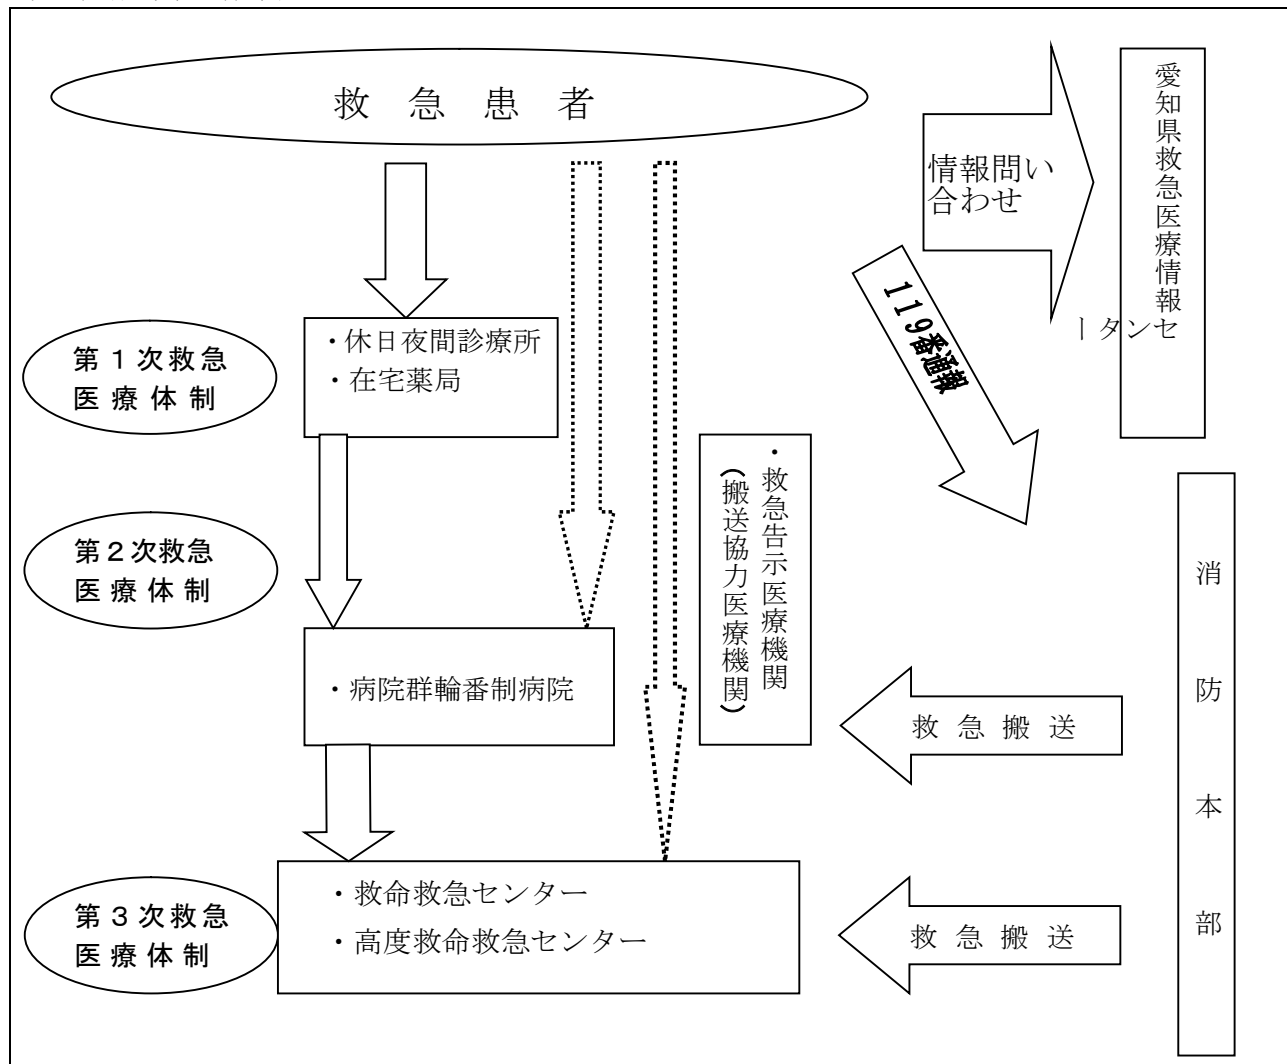 救急患者
情報問い
合わせ
愛知県救急医療情報
センター
119番通報
第1次救急
医療体制
・休日夜間診療所
・在宅薬局
・救急告示医療機関
(搬送協力医療機関)
第2次救急
医療体制
・病院群輪番制病院
救急搬送
消防本部
第3次救急
医療体制
・救命救急センター
・高度救命救急センター
救急搬送